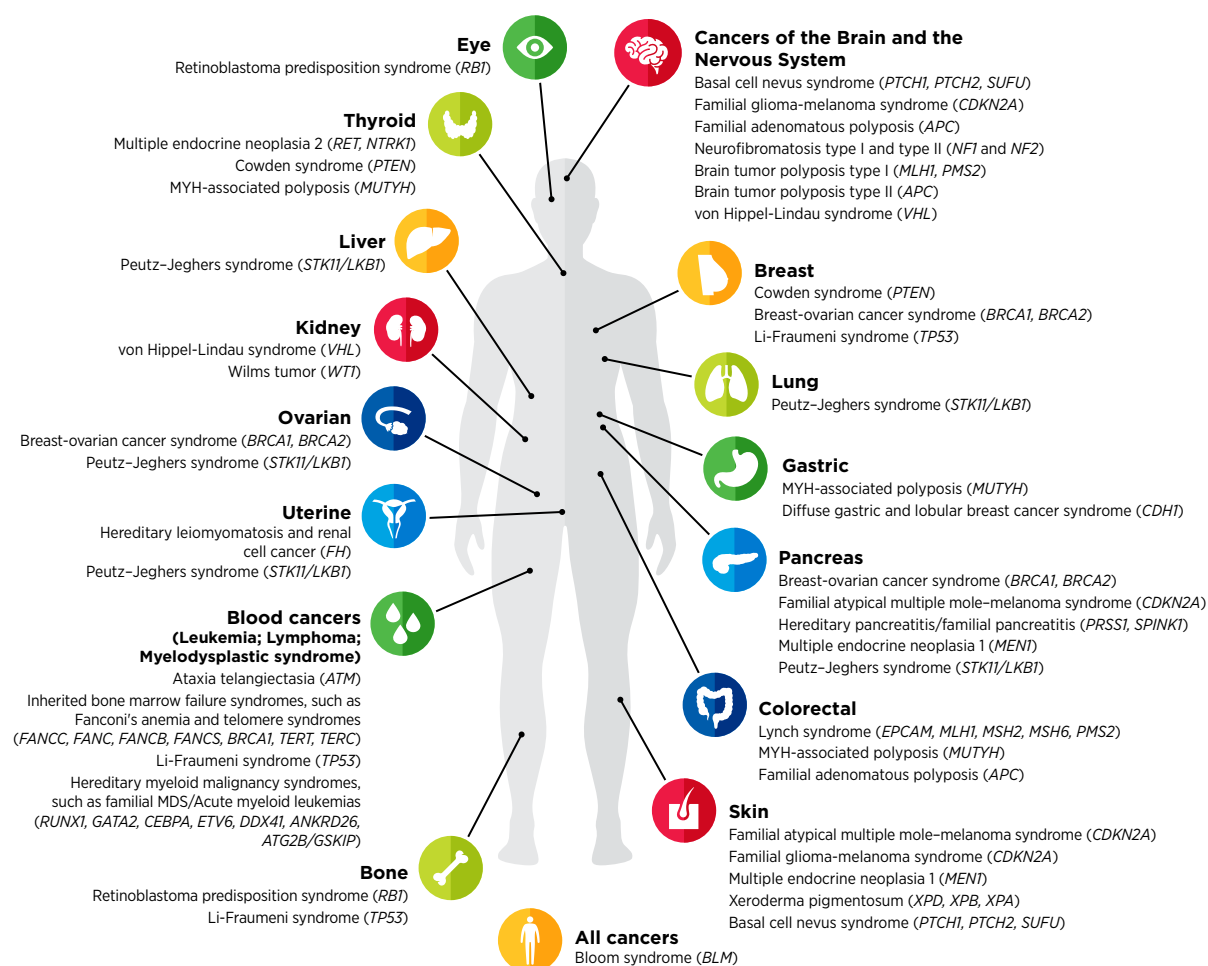 Eye
Retinoblastoma predisposition syndrome (RB1)
Thyroid
Multiple endocrine neoplasia 2 (RET, NTRK1)
Cowden syndrome (PTEN)
MYH-associated polyposis (MUTYH)
Liver
Peutz–Jeghers syndrome (STK11/LKB1)
Kidney
von Hippel-Lindau syndrome (VHL)
Wilms tumor (WT1)
Ovarian
Breast-ovarian cancer syndrome (BRCA1, BRCA2)
Peutz–Jeghers syndrome (STK11/LKB1)
Uterine
Hereditary leiomyomatosis and renal
cell cancer (FH)
Peutz–Jeghers syndrome (STK11/LKB1)
Blood cancers
(Leukemia; Lymphoma;
Myelodysplastic syndrome)
Ataxia telangiectasia (ATM)
Inherited bone marrow failure syndromes, such as
Fanconi's anemia and telomere syndromes
(FANCC, FANC, FANCB, FANCS, BRCA1, TERT, TERC)
Li-Fraumeni syndrome (TP53)
Hereditary myeloid malignancy syndromes,
such as familial MDS/Acute myeloid leukemias
(RUNX1, GATA2, CEBPA, ETV6, DDX41, ANKRD26,
ATG2B/GSKIP)
Bone
Retinoblastoma predisposition syndrome (RB1)
Li-Fraumeni syndrome (TP53)
Cancers of the Brain and the
Nervous System
Basal cell nevus syndrome (PTCH1, PTCH2, SUFU)
Familial glioma-melanoma syndrome (CDKN2A)
Familial adenomatous polyposis (APC)
Neurofibromatosis type I and type II (NF1 and NF2)
Brain tumor polyposis type I (MLH1, PMS2)
Brain tumor polyposis type II (APC)
von Hippel-Lindau syndrome (VHL)
Breast
Cowden syndrome (PTEN)
Breast-ovarian cancer syndrome (BRCA1, BRCA2)
Li-Fraumeni syndrome (TP53)
Lung
Peutz–Jeghers syndrome (STK11/LKB1)
Gastric
MYH-associated polyposis (MUTYH)
Diffuse gastric and lobular breast cancer syndrome (CDH1)
Pancreas
Breast-ovarian cancer syndrome (BRCA1, BRCA2)
Familial atypical multiple mole–melanoma syndrome (CDKN2A)
Hereditary pancreatitis/familial pancreatitis (PRSS1, SPINK1)
Multiple endocrine neoplasia 1 (MEN1)
Peutz–Jeghers syndrome (STK11/LKB1)
Colorectal
Lynch syndrome (EPCAM, MLH1, MSH2, MSH6, PMS2)
MYH-associated polyposis (MUTYH)
Familial adenomatous polyposis (APC)
Skin
Familial atypical multiple mole–melanoma syndrome (CDKN2A)
Familial glioma-melanoma syndrome (CDKN2A)
Multiple endocrine neoplasia 1 (MEN1)
Xeroderma pigmentosum (XPD, XPB, XPA)
Basal cell nevus syndrome (PTCH1, PTCH2, SUFU)
All cancers
Bloom syndrome (BLM)